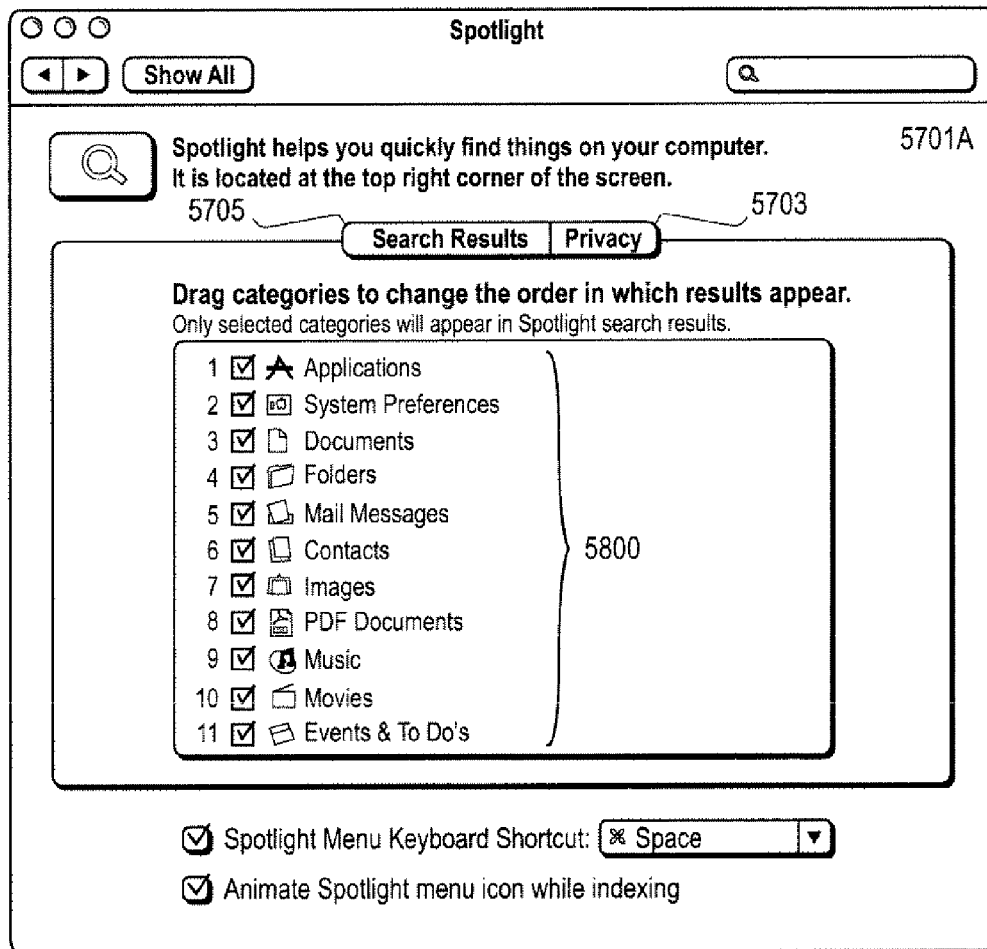 Spotlight
Show All
Spotlight helps you quickly find things on your computer.
It is located at the top right corner of the screen.
5701A
5705
5703
Search Results Privacy
Drag categories to change the order in which results appear.
Only selected categories will appear in Spotlight search results.
1 Applications
2 System Preferences
3 Documents
4 Folders
5 Mail Messages
6 Contacts
7 Images
8 PDF Documents
9 Music
10 Movies
11 Events & To Do's
5800
Spotlight Menu Keyboard Shortcut: ⌘ Space
Animate Spotlight menu icon while indexing